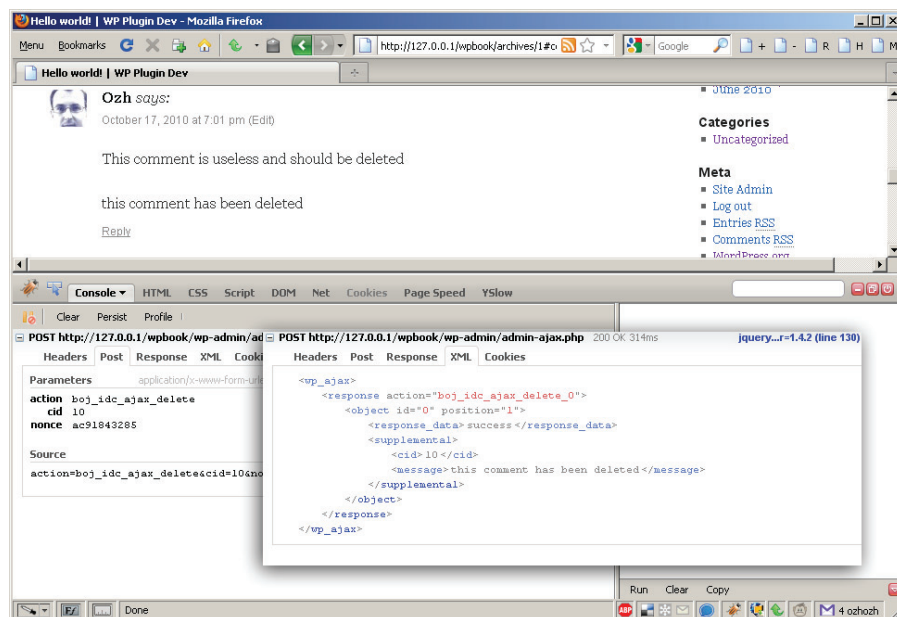 Hello world! | WP Plugin Dev - Mozilla Firefox
Menu Bookmarks http://127.0.0.1/wpbook/archives/1#c Google + - R H M
Hello world! | WP Plugin Dev
Ozh says:
October 17, 2010 at 7:01 pm (Edit)
This comment is useless and should be deleted
this comment has been deleted
Reply
June 2010
Categories
Uncategorized
Meta
Site Admin
Log out
Entries RSS
Comments RSS
WordPress.org
Console HTML CSS Script DOM Net Cookies Page Speed YSlow
Clear Persist Profile
POST http://127.0.0.1/wpbook/wp-admin/ad
Headers Post Response XML Cooki
Parameters application/x-www-form-urle
action boj_idc_ajax_delete
cid 10
nonce ac91843285
Source
action=boj_idc_ajax_delete&cid=10&no
POST http://127.0.0.1/wpbook/wp-admin/admin-ajax.php 200 OK 314ms jquery...r=1.4.2 (line 130)
Headers Post Response XML Cookies
<wp_ajax>
<response action="boj_idc_ajax_delete_0">
<object id="0" position="1">
<response_data>success</response_data>
<supplemental>
<cid>10</cid>
<message>this comment has been deleted</message>
</supplemental>
</object>
</response>
</wp_ajax>
Run Clear Copy
Done
ABP
4 ozhozh